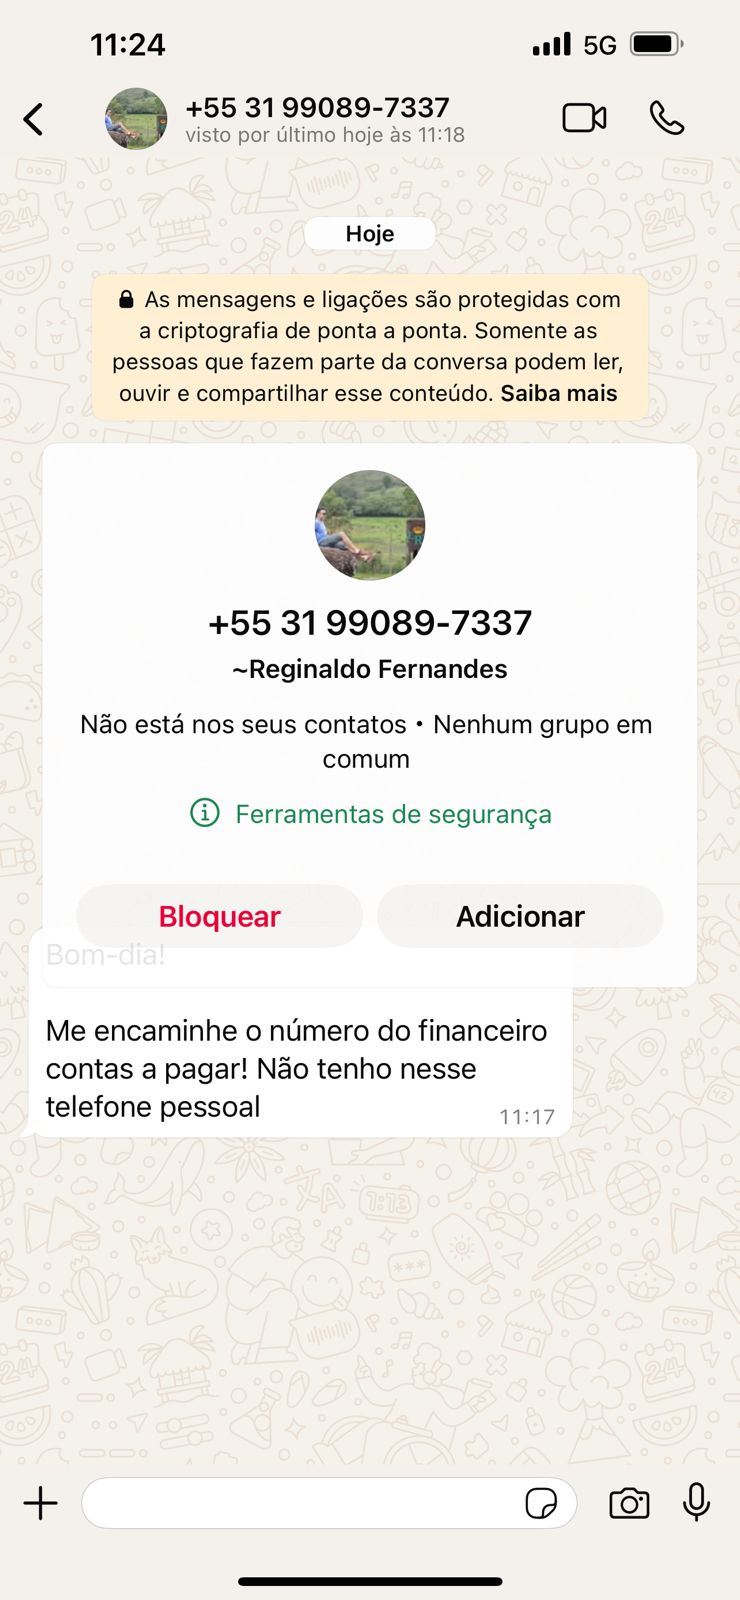 11:24
5G
+55 31 99089-7337
visto por último hoje às 11:18
Hoje
As mensagens e ligações são protegidas com
a criptografia de ponta a ponta. Somente as
pessoas que fazem parte da conversa podem ler,
ouvir e compartilhar esse conteúdo. Saiba mais
+55 31 99089-7337
~Reginaldo Fernandes
Não está nos seus contatos • Nenhum grupo em
comum
Ferramentas de segurança
Bloquear
Adicionar
Bom-dia!
Me encaminhe o número do financeiro
contas a pagar! Não tenho nesse
telefone pessoal
11:17